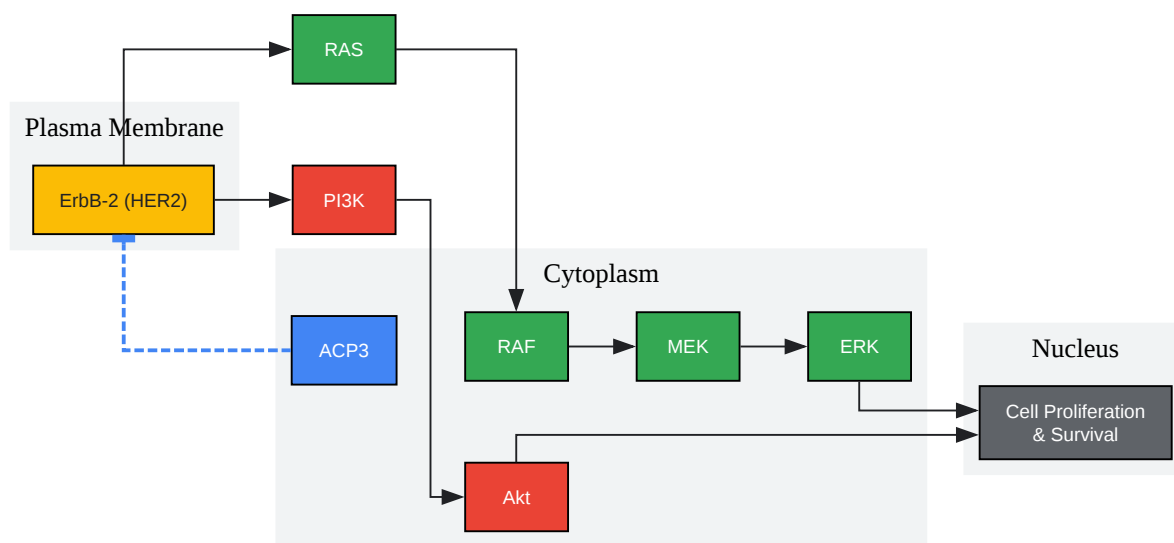 RAS
Plasma Membrane
ErbB-2 (HER2)
PI3K
Cytoplasm
ACP3
RAF
MEK
ERK
Nucleus
Cell Proliferation
& Survival
Akt